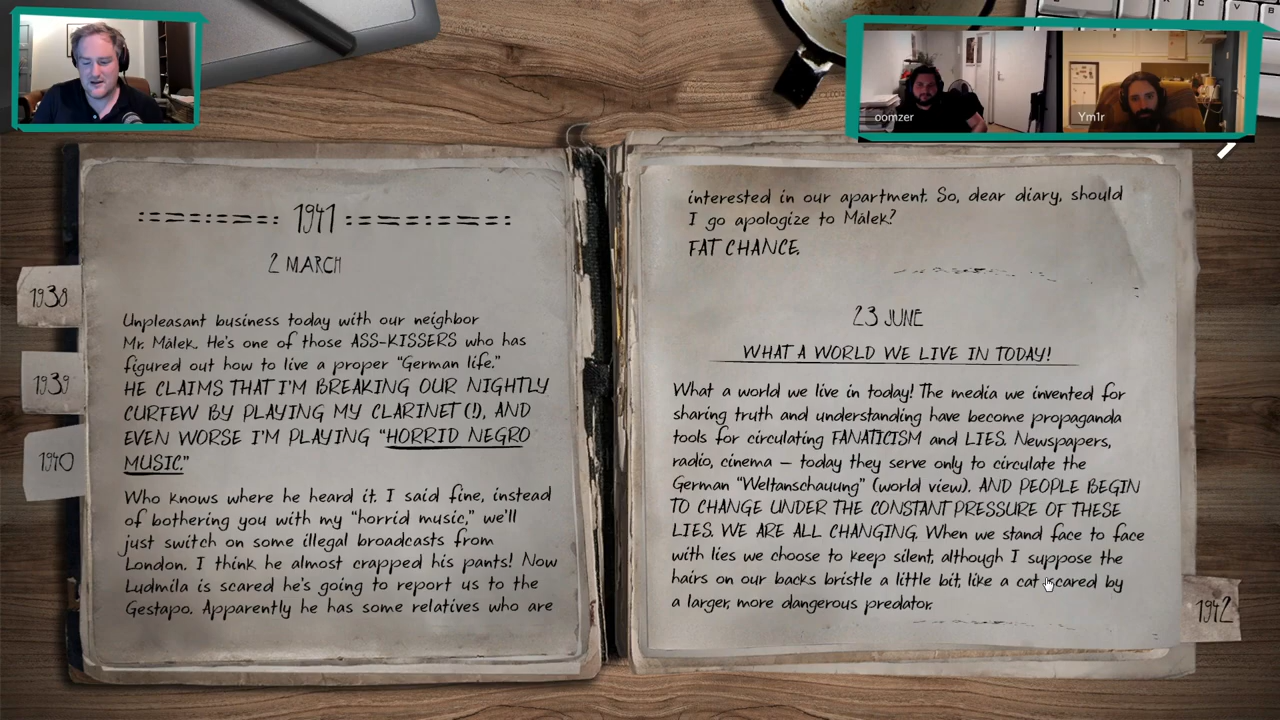 oomzer
Ym1r
1941
2 MARCH
Unpleasant business today with our neighbor
Mr. Málek. He's one of those ASS-KISSERS who has
figured out how to live a proper "German life."
HE CLAIMS THAT I'M BREAKING OUR NIGHTLY
CURFEW BY PLAYING MY CLARINET (!), AND
EVEN WORSE I'M PLAYING "HORRID NEGRO
MUSIC."
Who knows where he heard it. I said fine, instead
of bothering you with my "horrid music," we'll
just switch on some illegal broadcasts from
London. I think he almost crapped his pants! Now
Ludmila is scared he's going to report us to the
Gestapo. Apparently he has some relatives who are
interested in our apartment. So, dear diary, should
I go apologize to Málek?
FAT CHANCE.
23 JUNE
WHAT A WORLD WE LIVE IN TODAY!
What a world we live in today! The media we invented for
sharing truth and understanding have become propaganda
tools for circulating FANATICISM and LIES. Newspapers,
radio, cinema – today they serve only to circulate the
German "Weltanschauung" (world view). AND PEOPLE BEGIN
TO CHANGE UNDER THE CONSTANT PRESSURE OF THESE
LIES. WE ARE ALL CHANGING. When we stand face to face
with lies we choose to keep silent, although I suppose the
hairs on our backs bristle a little bit, like a cat scared by
a larger, more dangerous predator.
1938
1939
1940
1942